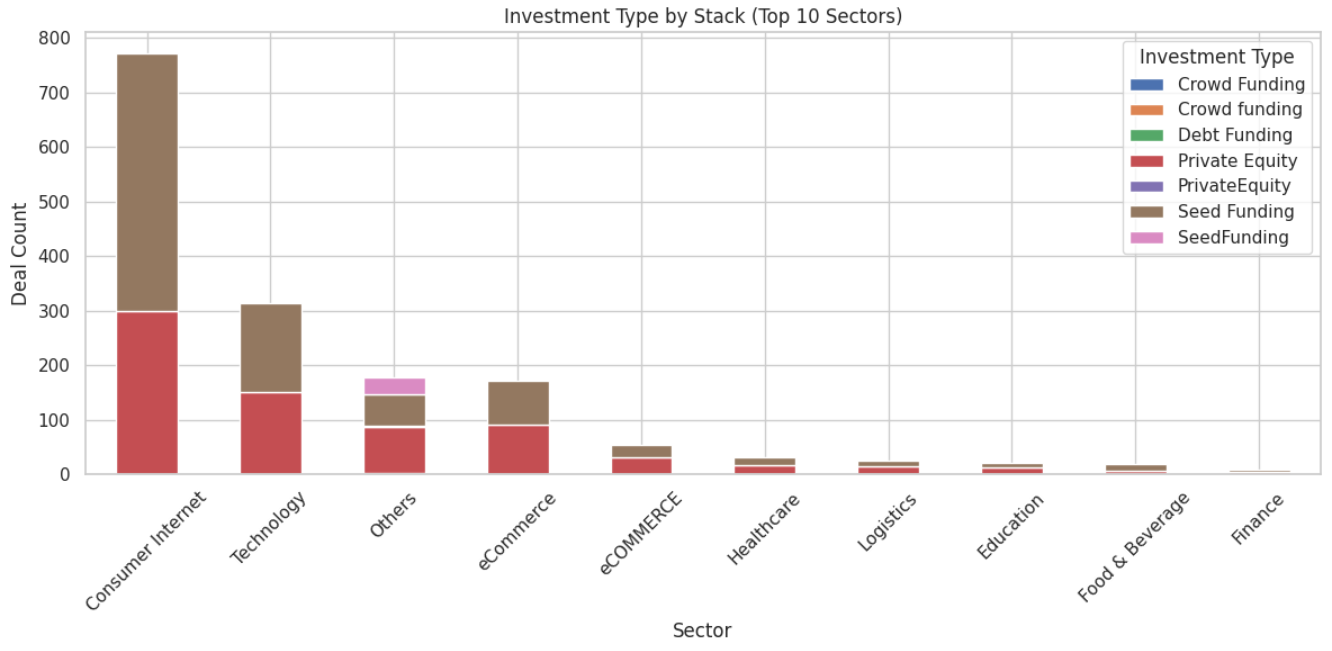 Investment Type by Stack (Top 10 Sectors)
800
700
600
500
400
300
200
100
0
Deal Count
Investment Type
Crowd Funding
Crowd funding
Debt Funding
Private Equity
PrivateEquity
Seed Funding
SeedFunding
Consumer Internet
Technology
Others
eCommerce
eCOMMERCE
Healthcare
Logistics
Education
Food & Beverage
Finance
Sector